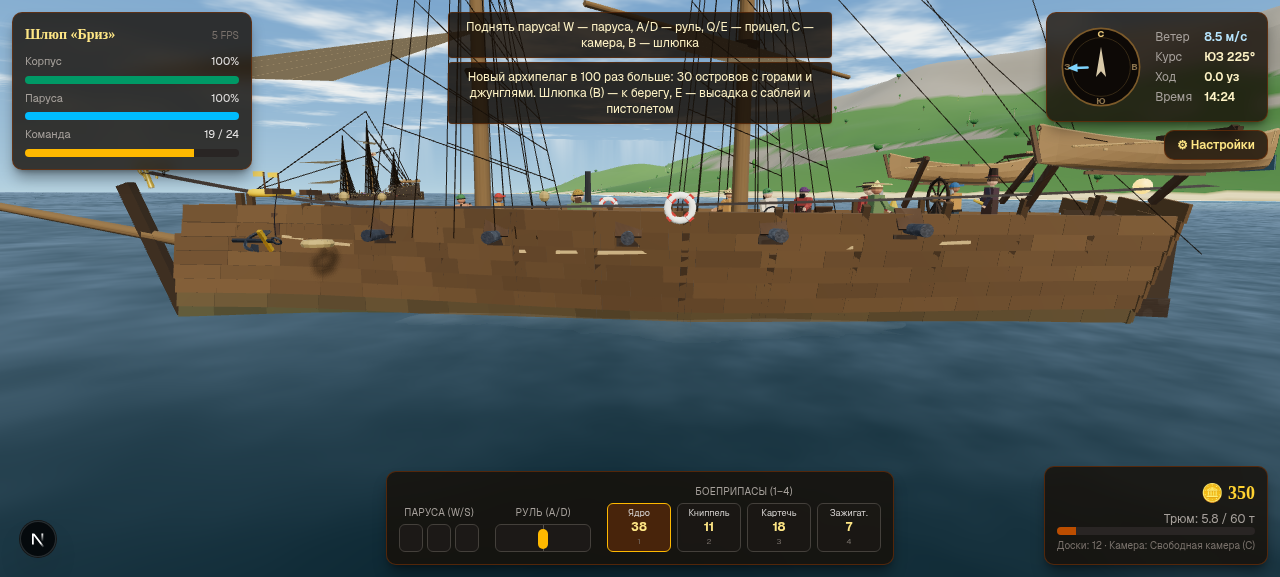 Шлюп «Бриз»
5 FPS
Корпус 100%
Паруса 100%
Команда 19 / 24
Поднять паруса! W — паруса, A/D — руль, Q/E — прицел, C —
камера, B — шлюпка
Новый архипелаг в 100 раз больше: 30 островов с горами и
джунглями. Шлюпка (B) — к берегу, E — высадка с саблей и
пистолетом
С
З
В
Ю
Ветер 8.5 м/с
Курс ЮЗ 225°
Ход 0.0 уз
Время 14:24
⚙ Настройки
N
ПАРУСА (W/S)
РУЛЬ (A/D)
БОЕПРИПАСЫ (1–4)
Ядро
38
1
Книппель
11
2
Картечь
18
3
Зажигат.
7
4
350
Трюм: 5.8 / 60 т
Доски: 12 · Камера: Свободная камера (C)